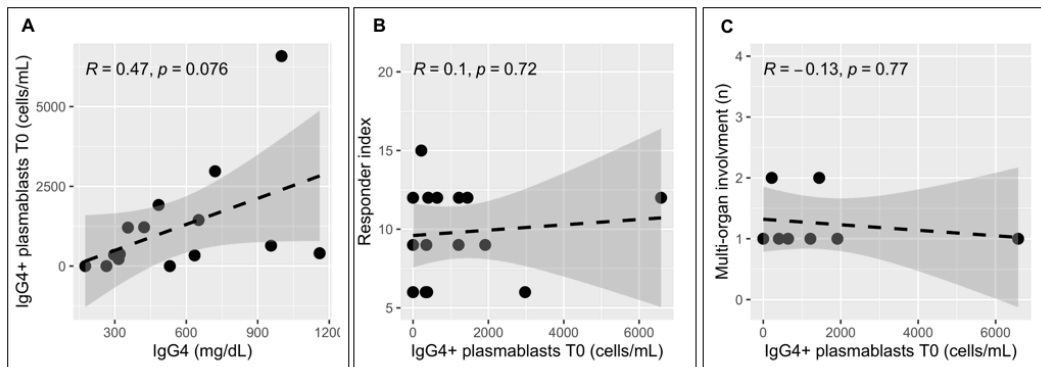 A
R = 0.47, p = 0.076
IgG4+ plasmablasts T0 (cells/mL)
5000
2500
0
300
600
900
1200
IgG4 (mg/dL)
B
R = 0.1, p = 0.72
Responder index
20
15
10
5
0
2000
4000
6000
IgG4+ plasmablasts T0 (cells/mL)
C
R = −0.13, p = 0.77
Multi-organ involvment (n)
4
3
2
1
0
0
2000
4000
6000
IgG4+ plasmablasts T0 (cells/mL)